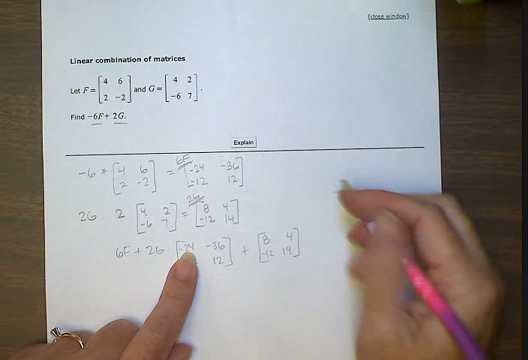 [close window]
Linear combination of matrices
Let F = [ 4 6 and G = [ 4 2 .
2 -2 ] -6 7 ]
Find -6F + 2G.
Explain
6F
-6 * [ 4 6 = [ -24 -36
2 -2 ] -12 12 ]
2G
2G 2 [ 4 2 = [ 8 4
-6 7 ] -12 14 ]
6F + 2G [ -24 -36 + [ 8 4
12 ] -12 14 ]